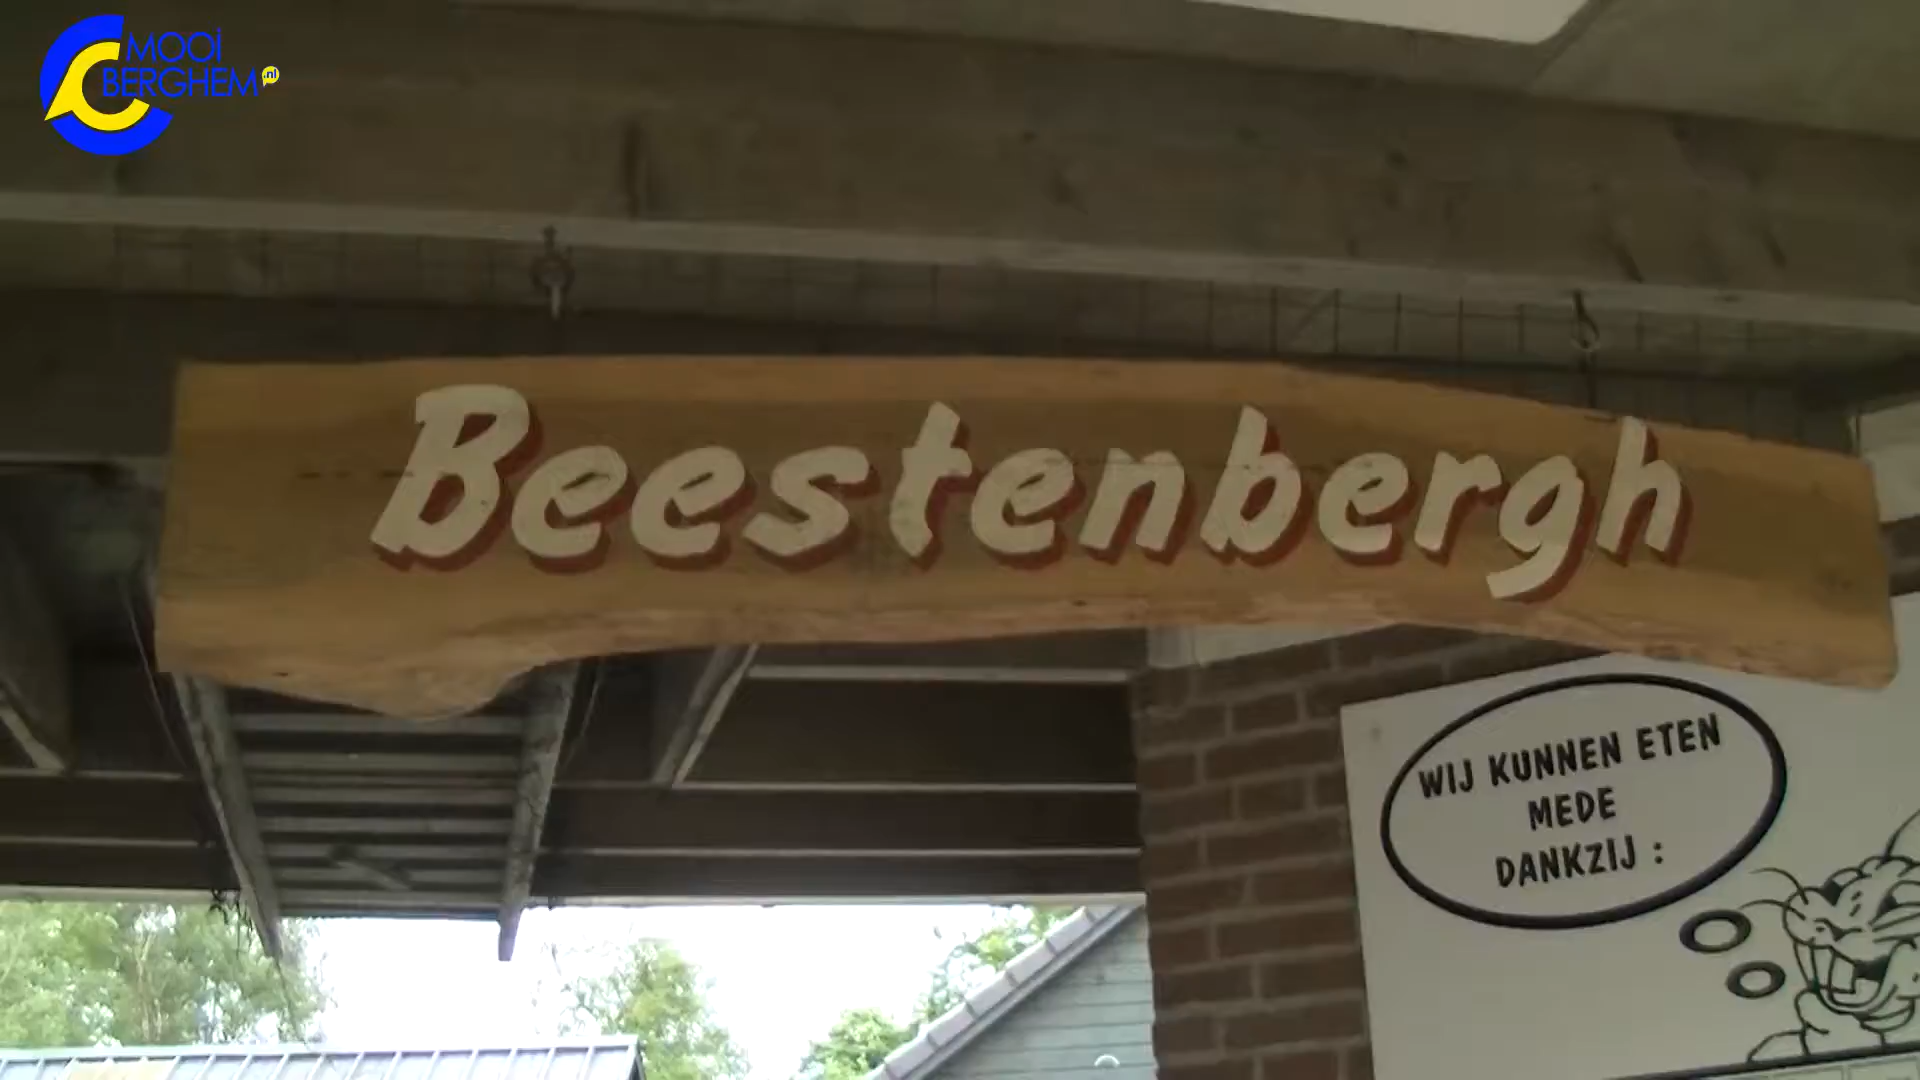 MOOi
BERGHEM.nl
Beestenbergh
WIJ KUNNEN ETEN
MEDE
DANKZIJ :